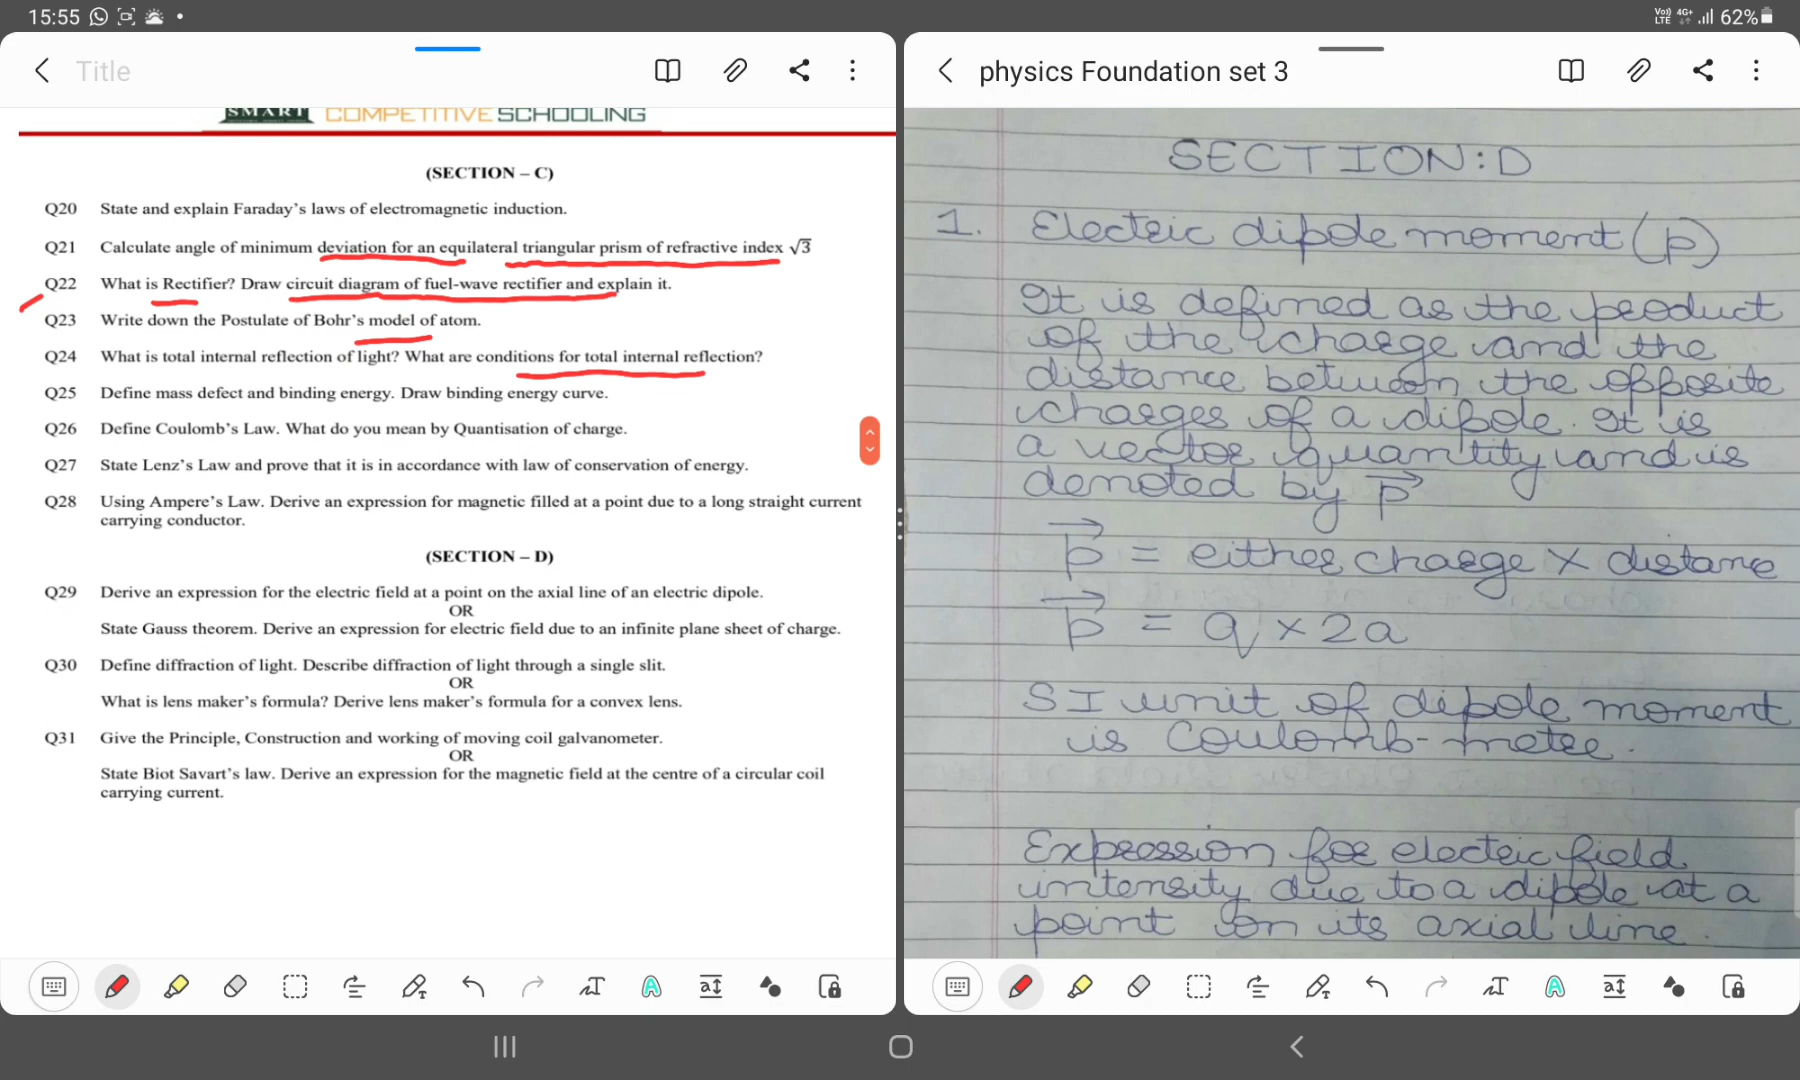 15:55
Vo)) LTE 4G+ 62%
Title
SMART COMPETITIVE SCHOOLING
(SECTION – C)
Q20 State and explain Faraday's laws of electromagnetic induction.
Q21 Calculate angle of minimum deviation for an equilateral triangular prism of refractive index √3
Q22 What is Rectifier? Draw circuit diagram of fuel-wave rectifier and explain it.
Q23 Write down the Postulate of Bohr's model of atom.
Q24 What is total internal reflection of light? What are conditions for total internal reflection?
Q25 Define mass defect and binding energy. Draw binding energy curve.
Q26 Define Coulomb's Law. What do you mean by Quantisation of charge.
Q27 State Lenz's Law and prove that it is in accordance with law of conservation of energy.
Q28 Using Ampere's Law. Derive an expression for magnetic filled at a point due to a long straight current
carrying conductor.
(SECTION – D)
Q29 Derive an expression for the electric field at a point on the axial line of an electric dipole.
OR
State Gauss theorem. Derive an expression for electric field due to an infinite plane sheet of charge.
Q30 Define diffraction of light. Describe diffraction of light through a single slit.
OR
What is lens maker's formula? Derive lens maker's formula for a convex lens.
Q31 Give the Principle, Construction and working of moving coil galvanometer.
OR
State Biot Savart's law. Derive an expression for the magnetic field at the centre of a circular coil
carrying current.
physics Foundation set 3
SECTION:D
1. Electric dipole moment (p)
It is defined as the product
of the charge and the
distance between the opposite
charges of a dipole. It is
a vector quantity and is
denoted by p⃗
p⃗ = either charge × distance
p⃗ = q × 2a
SI unit of dipole moment
is Coulomb-meter.
Expression for electric field
intensity due to a dipole at a
point on its axial line.